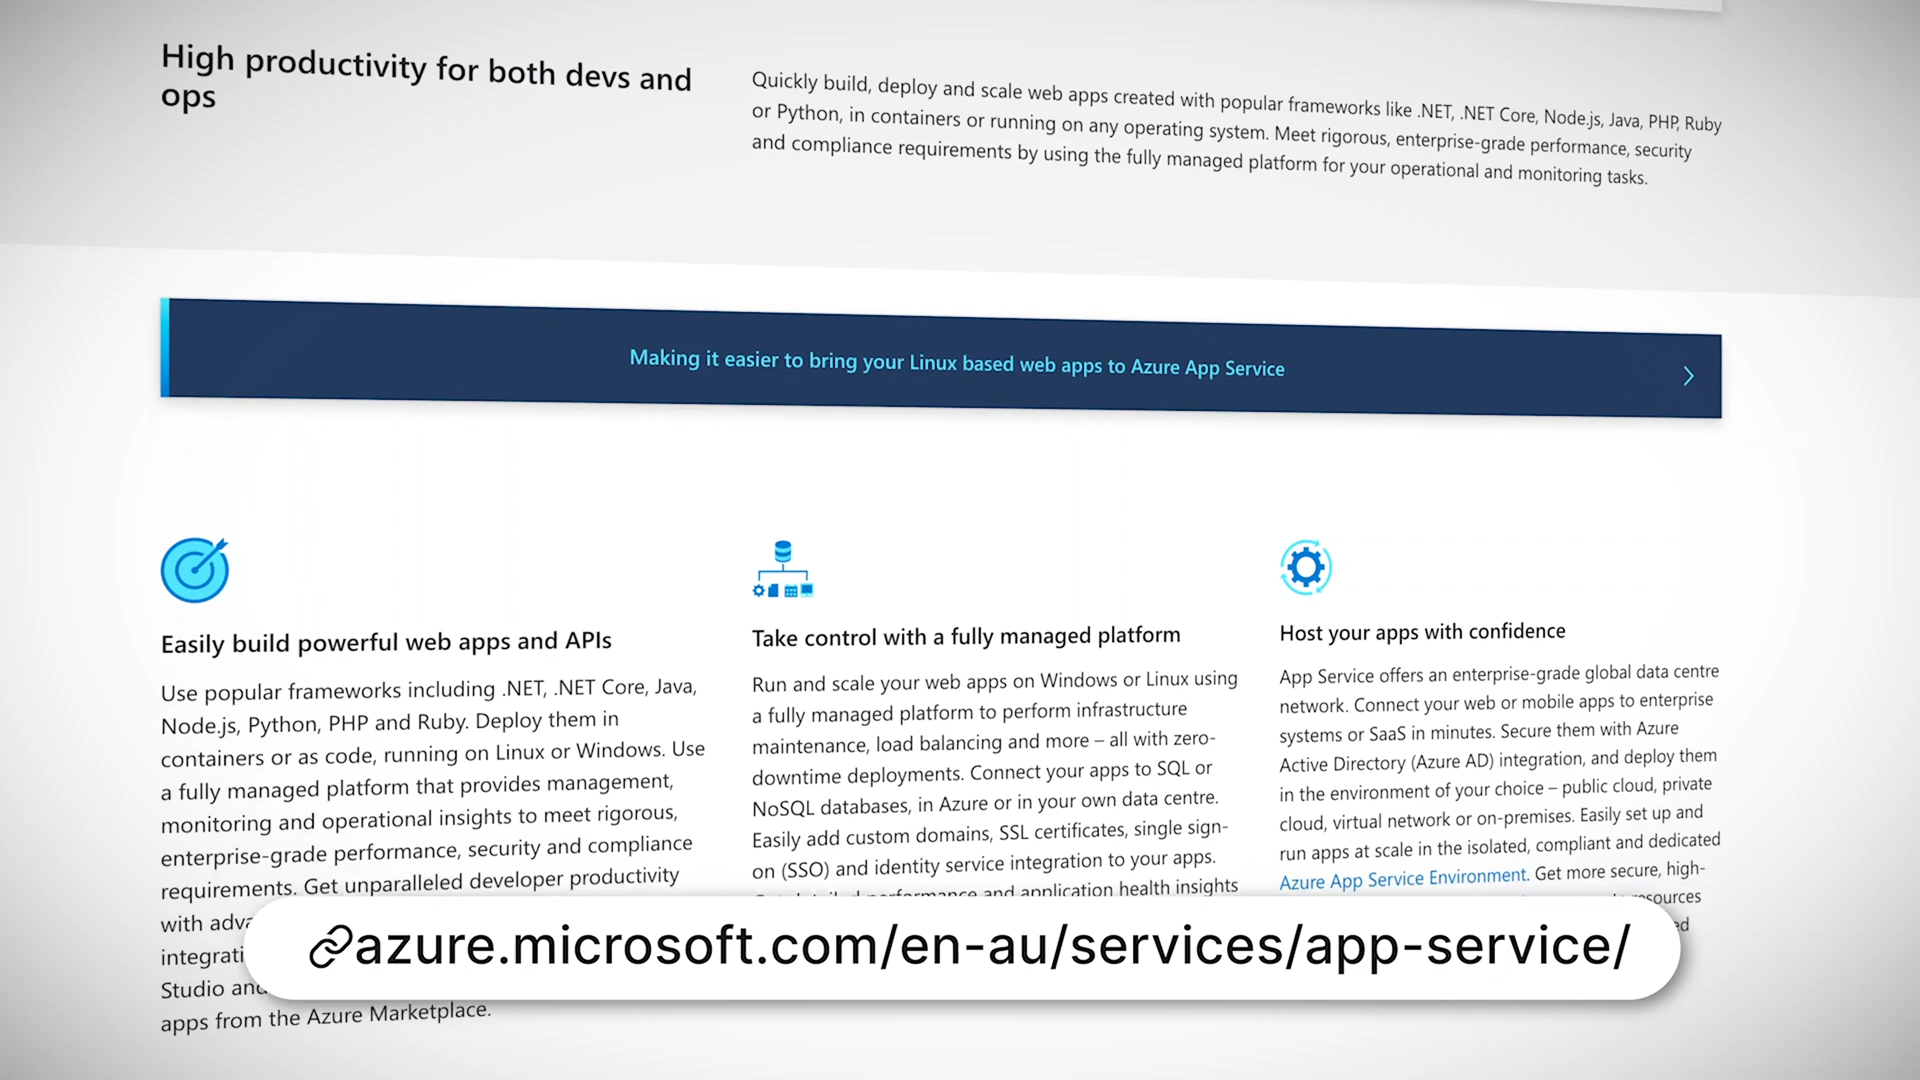 High productivity for both devs and
ops
Quickly build, deploy and scale web apps created with popular frameworks like .NET, .NET Core, Node.js, Java, PHP, Ruby
or Python, in containers or running on any operating system. Meet rigorous, enterprise-grade performance, security
and compliance requirements by using the fully managed platform for your operational and monitoring tasks.
Making it easier to bring your Linux based web apps to Azure App Service
Easily build powerful web apps and APIs
Use popular frameworks including .NET, .NET Core, Java,
Node.js, Python, PHP and Ruby. Deploy them in
containers or as code, running on Linux or Windows. Use
a fully managed platform that provides management,
monitoring and operational insights to meet rigorous,
enterprise-grade performance, security and compliance
requirements. Get unparalleled developer productivity
with
Studio
apps from the Azure Marketplace.
Take control with a fully managed platform
Run and scale your web apps on Windows or Linux using
a fully managed platform to perform infrastructure
maintenance, load balancing and more – all with zero-
downtime deployments. Connect your apps to SQL or
NoSQL databases, in Azure or in your own data centre.
Easily add custom domains, SSL certificates, single sign-
on (SSO) and identity service integration to your apps.
performance and application health insights
Host your apps with confidence
App Service offers an enterprise-grade global data centre
network. Connect your web or mobile apps to enterprise
systems or SaaS in minutes. Secure them with Azure
Active Directory (Azure AD) integration, and deploy them
in the environment of your choice – public cloud, private
cloud, virtual network or on-premises. Easily set up and
run apps at scale in the isolated, compliant and dedicated
Azure App Service Environment. Get more secure, high-
azure.microsoft.com/en-au/services/app-service/